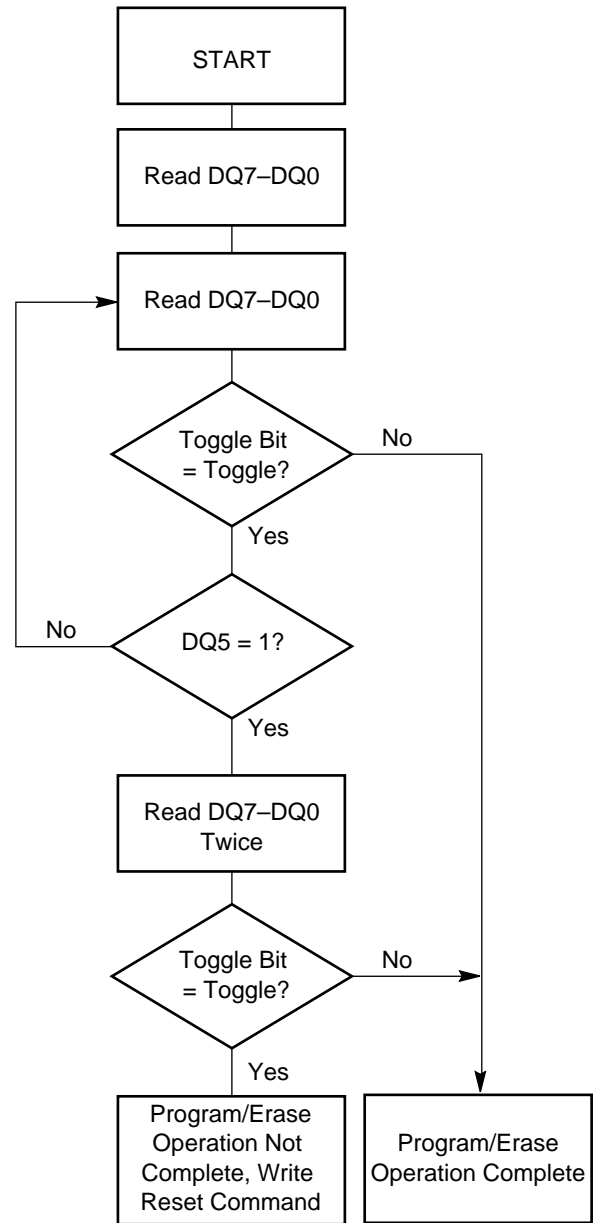 START
Read DQ7–DQ0
Read DQ7–DQ0
Toggle Bit
= Toggle?
No
Yes
No
DQ5 = 1?
Yes
Read DQ7–DQ0
Twice
Toggle Bit
= Toggle?
No
Yes
Program/Erase
Operation Not
Complete, Write
Reset Command
Program/Erase
Operation Complete